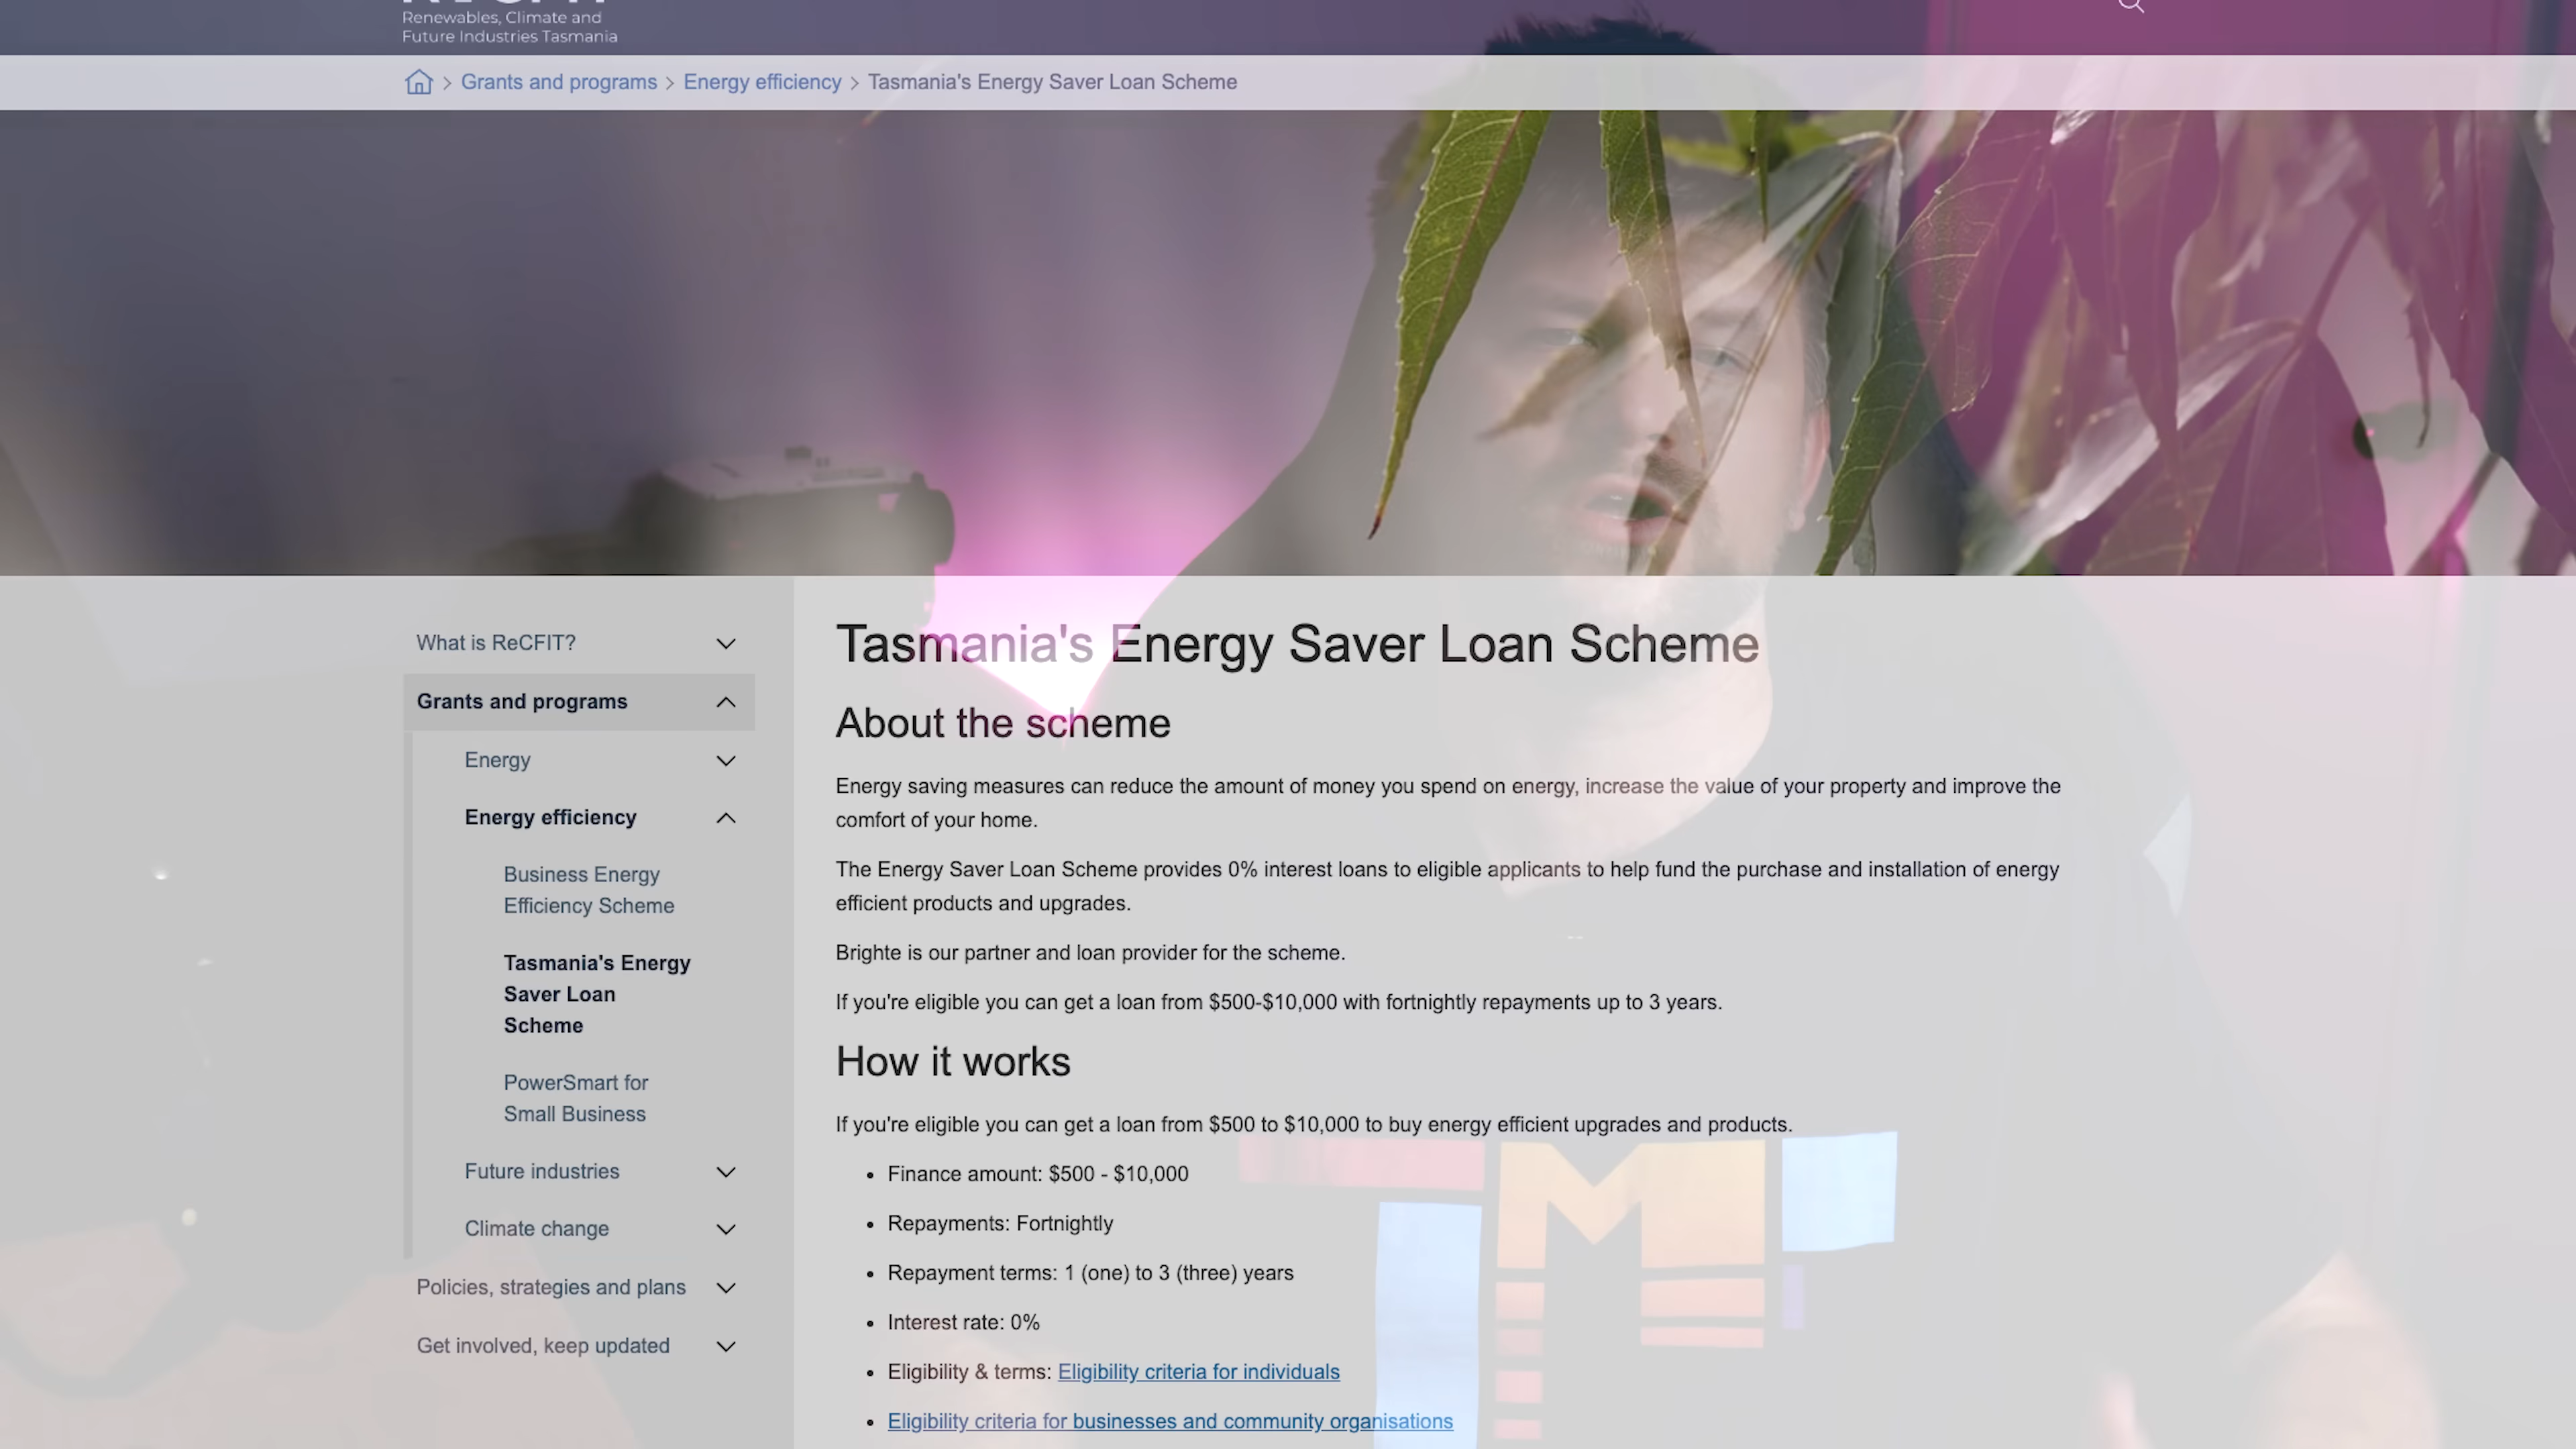 Renewables, Climate and
Future Industries Tasmania
Grants and programs > Energy efficiency > Tasmania's Energy Saver Loan Scheme
What is ReCFIT?
Grants and programs
Energy
Energy efficiency
Business Energy
Efficiency Scheme
Tasmania's Energy
Saver Loan
Scheme
PowerSmart for
Small Business
Future industries
Climate change
Policies, strategies and plans
Get involved, keep updated
Tasmania's Energy Saver Loan Scheme
About the scheme
Energy saving measures can reduce the amount of money you spend on energy, increase the value of your property and improve the
comfort of your home.
The Energy Saver Loan Scheme provides 0% interest loans to eligible applicants to help fund the purchase and installation of energy
efficient products and upgrades.
Brighte is our partner and loan provider for the scheme.
If you're eligible you can get a loan from $500-$10,000 with fortnightly repayments up to 3 years.
How it works
If you're eligible you can get a loan from $500 to $10,000 to buy energy efficient upgrades and products.
• Finance amount: $500 - $10,000
• Repayments: Fortnightly
• Repayment terms: 1 (one) to 3 (three) years
• Interest rate: 0%
• Eligibility & terms: Eligibility criteria for individuals
• Eligibility criteria for businesses and community organisations